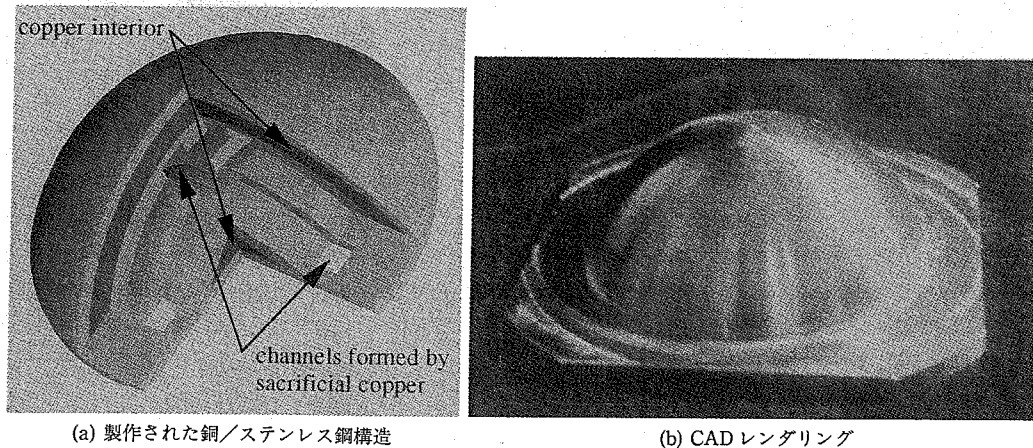 copper interior
channels formed by
sacrificial copper
(a) 製作された銅/ステンレス鋼構造
(b) CAD レンダリング